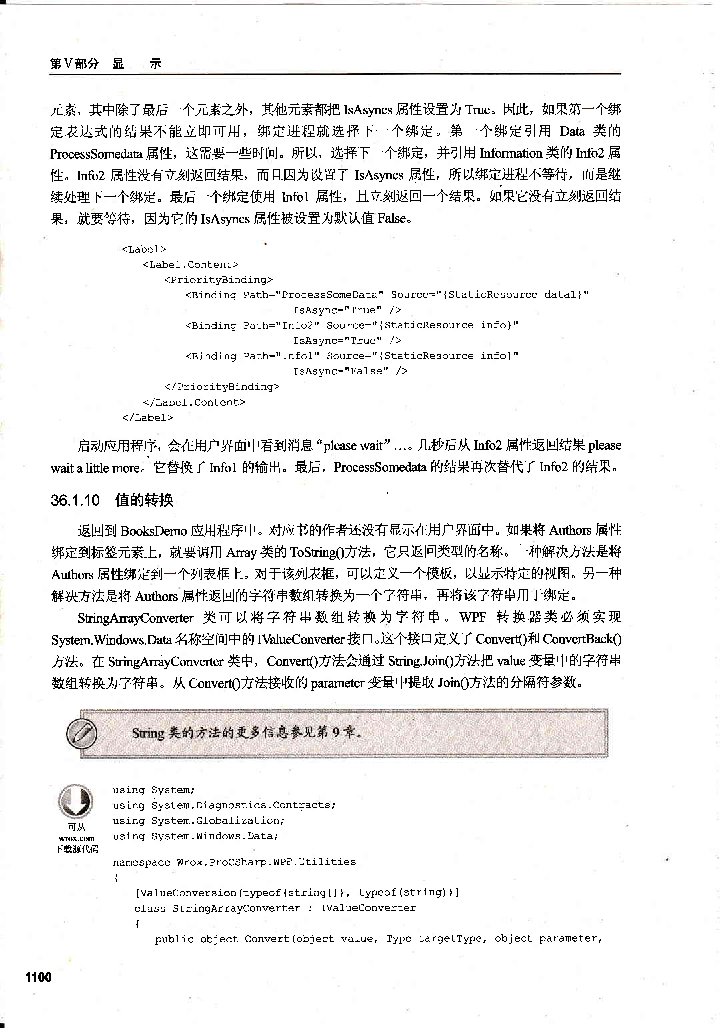 第V部分 显 示
元素，其中除了最后一个元素之外，其他元素都把 IsAsyncs 属性设置为 True。因此，如果第一个绑
定表达式的结果不能立即可用，绑定进程就选择下一个绑定。第一个绑定引用 Data 类的
ProcessSomedata 属性，这需要一些时间。所以，选择下一个绑定，并引用 Information 类的 Info2 属
性。Info2 属性没有立刻返回结果，而且因为设置了 IsAsyncs 属性，所以绑定进程不等待，而是继
续处理下一个绑定。最后一个绑定使用 Info1 属性，且立刻返回一个结果。如果它没有立刻返回结
果，就要等待，因为它的 IsAsyncs 属性被设置为默认值 False。
<Label>
<Label.Content>
<PriorityBinding>
<Binding Path="ProcessSomeData" Source="{StaticResource data1}"
IsAsync="True" />
<Binding Path="Info2" Source="{StaticResource info}"
IsAsync="True" />
<Binding Path="Info1" Source="{StaticResource info}"
IsAsync="False" />
</PriorityBinding>
</Label.Content>
</Label>
启动应用程序，会在用户界面中看到消息“please wait”…。几秒后从 Info2 属性返回结果 please
wait a little more。它替换了 Info1 的输出。最后，ProcessSomedata 的结果再次替代了 Info2 的结果。
36.1.10 值的转换
返回到 BooksDemo 应用程序中。对应书的作者还没有显示在用户界面中。如果将 Authors 属性
绑定到标签元素上，就要调用 Array 类的 ToString()方法，它只返回类型的名称。一种解决方法是将
Authors 属性绑定到一个列表框上。对于该列表框，可以定义一个模板，以显示特定的视图。另一种
解决方法是将 Authors 属性返回的字符串数组转换为一个字符串，再将该字符串用于绑定。
StringArrayConverter 类可以将字符串数组转换为字符串。WPF 转换器类必须实现
System.Windows.Data 名称空间中的 IValueConverter 接口。这个接口定义了 Convert()和 ConvertBack()
方法。在 StringArrayConverter 类中，Convert()方法会通过 String.Join()方法把 value 变量中的字符串
数组转换为字符串。从 Convert()方法接收的 parameter 变量中提取 Join()方法的分隔符参数。
String 类的方法的更多信息参见第 9 章。
可从
wrox.com
下载源代码
using System;
using System.Diagnostics.Contracts;
using System.Globalization;
using System.Windows.Data;
namespace Wrox.ProCSharp.WPF.Utilities
{
[ValueConversion(typeof(string[]), typeof(string))]
class StringArrayConverter : IValueConverter
{
public object Convert(object value, Type targetType, object parameter,
1100